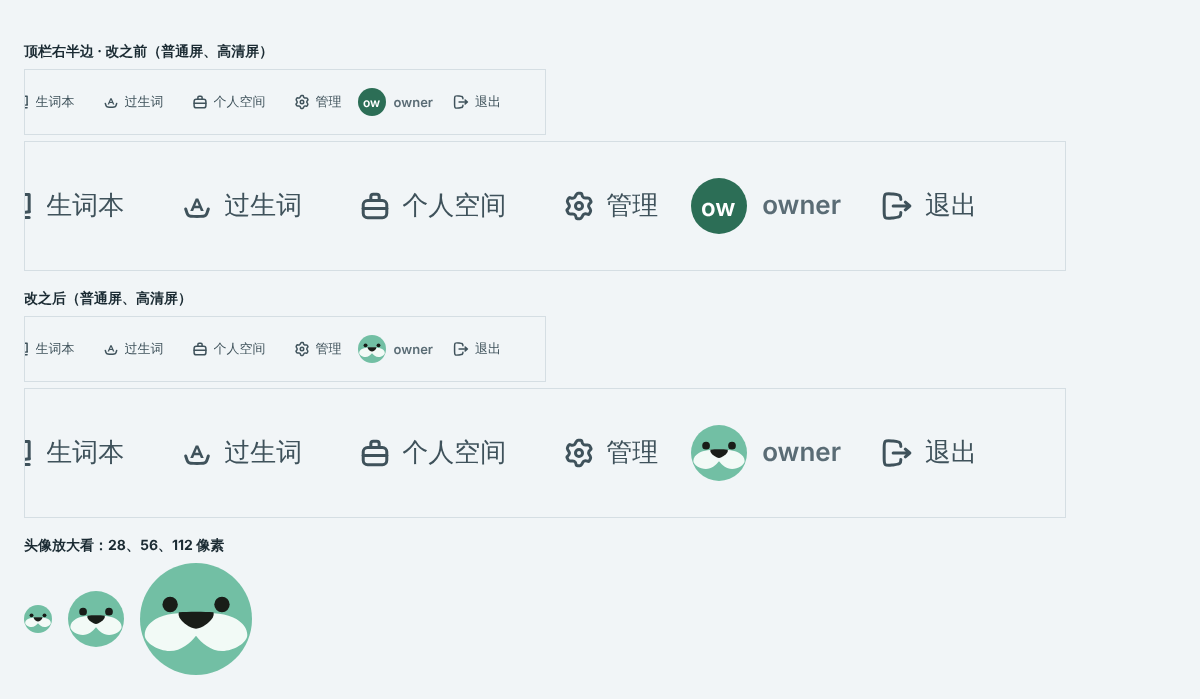 顶栏右半边 · 改之前（普通屏、高清屏）
生词本 过生词 个人空间 管理 ow owner 退出
生词本 过生词 个人空间 管理 ow owner 退出
改之后（普通屏、高清屏）
生词本 过生词 个人空间 管理 owner 退出
生词本 过生词 个人空间 管理 owner 退出
头像放大看：28、56、112 像素